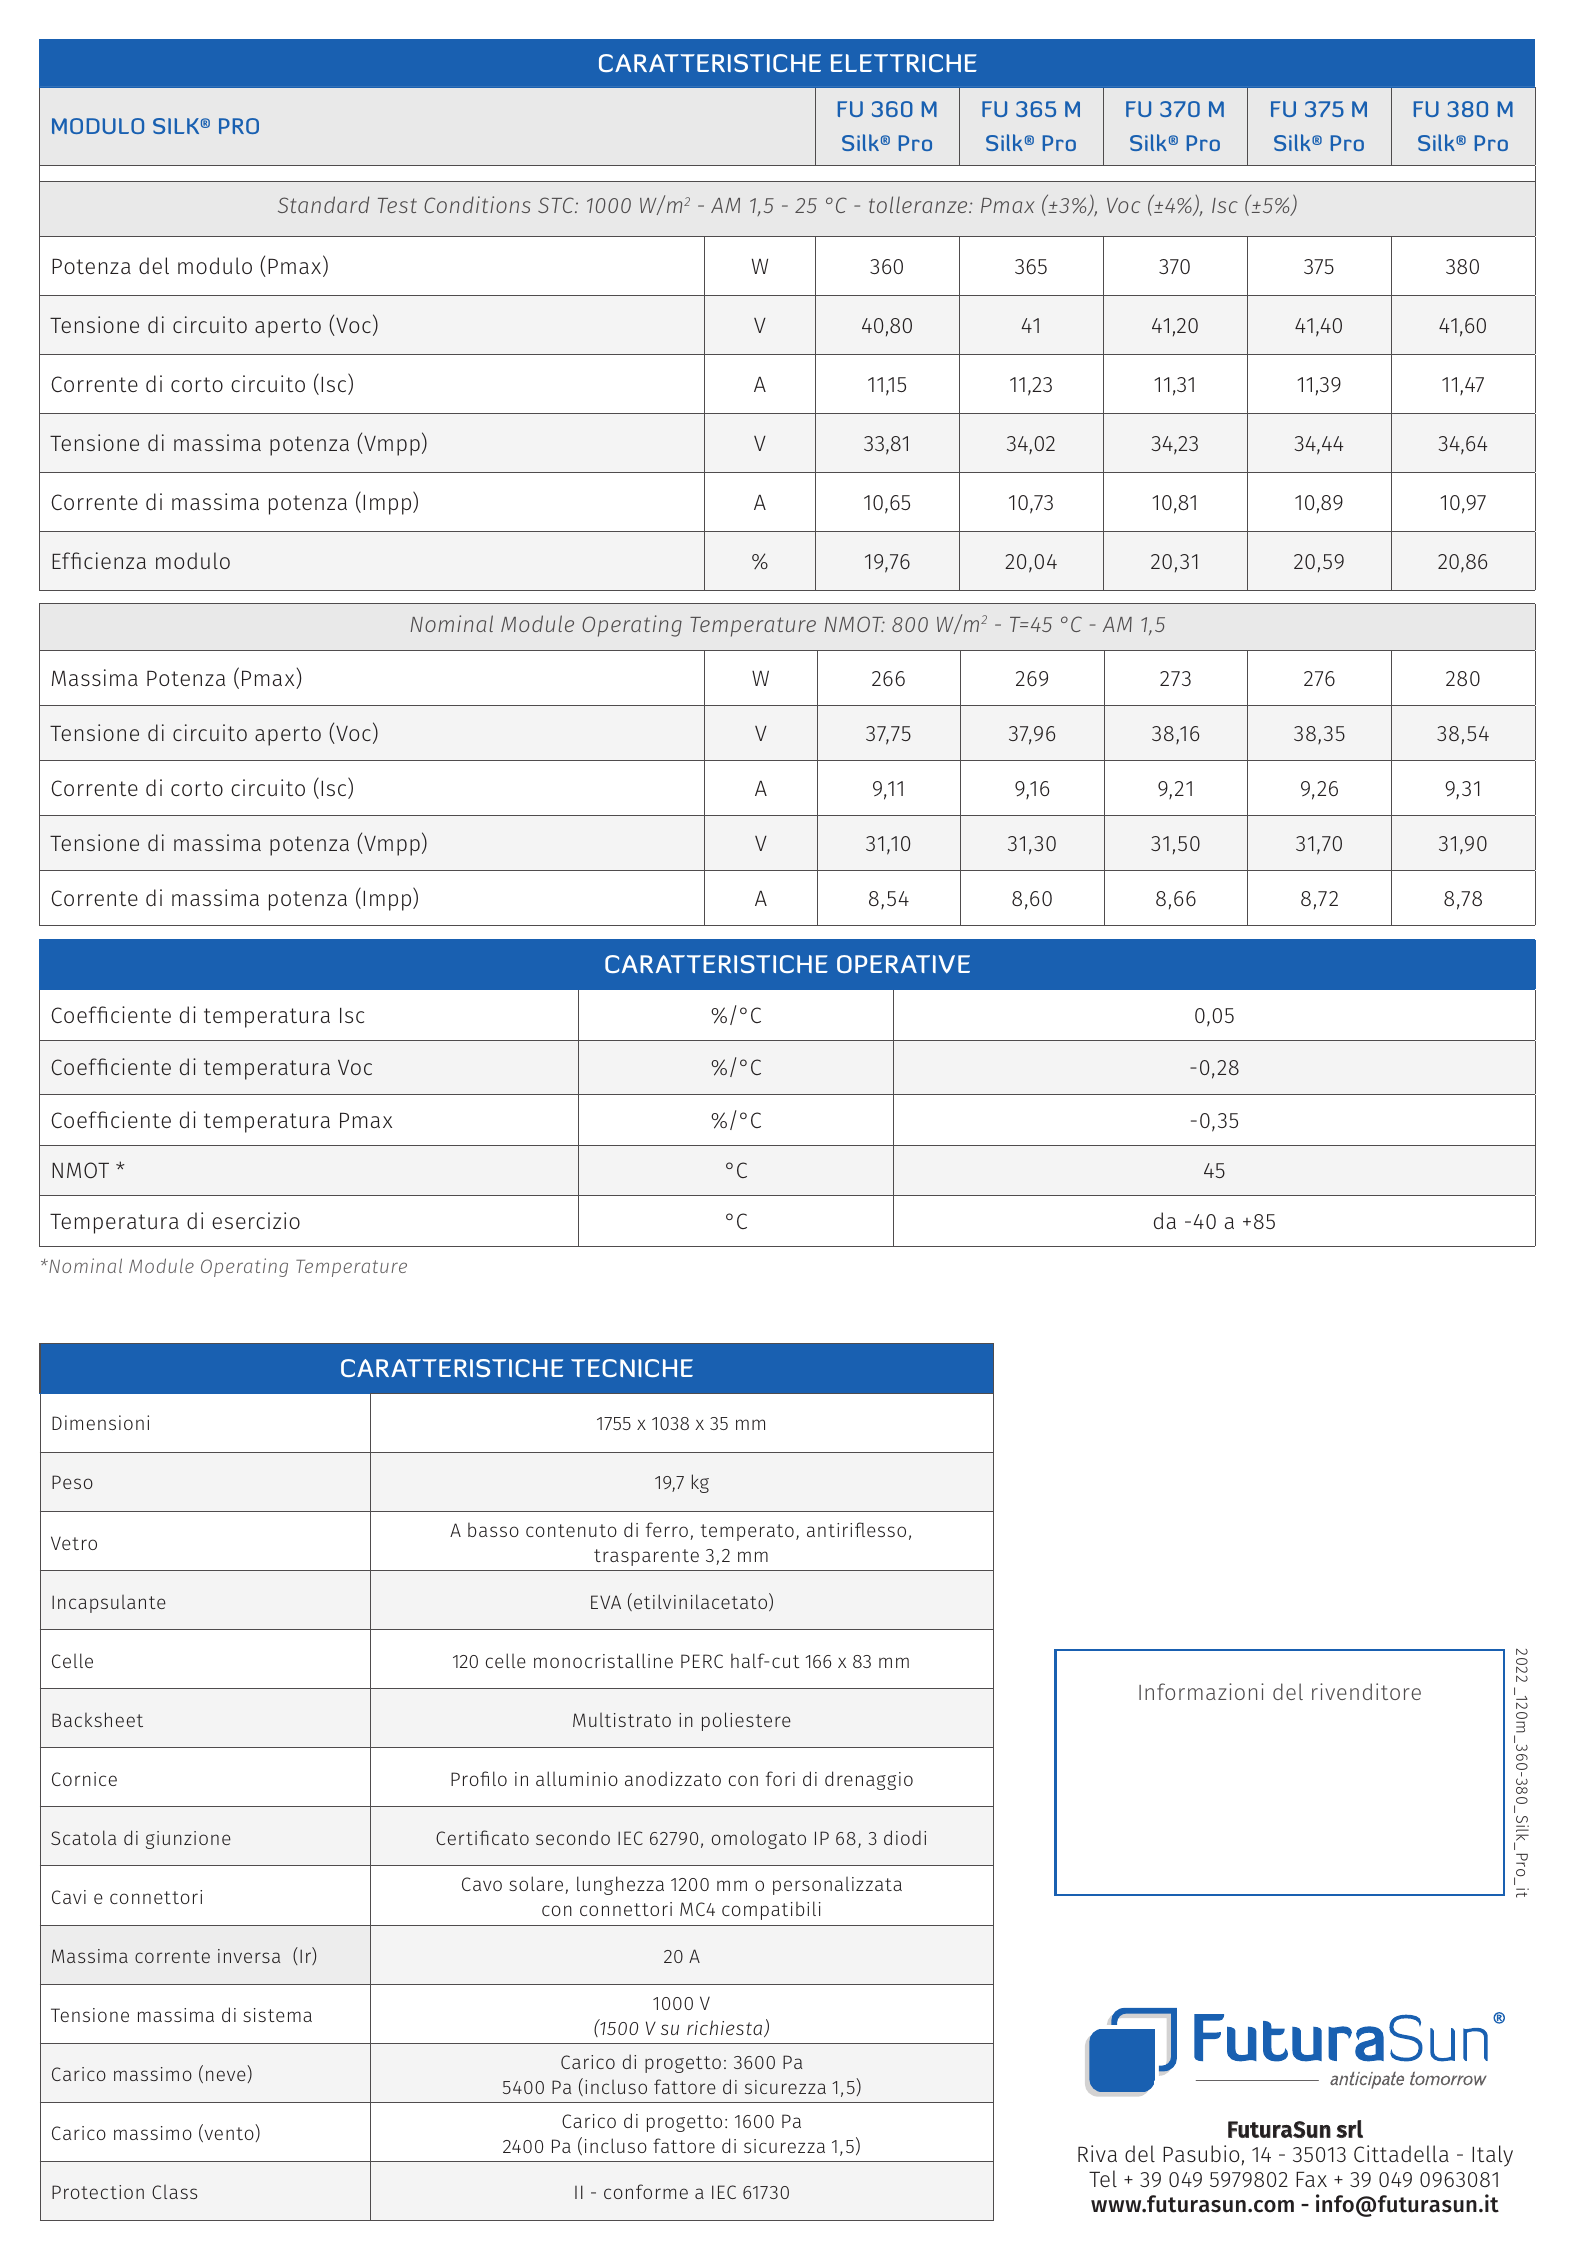 CARATTERISTICHE ELETTRICHE
MODULO SILK® PRO
FU 360 M Silk® Pro
FU 365 M Silk® Pro
FU 370 M Silk® Pro
FU 375 M Silk® Pro
FU 380 M Silk® Pro
Standard Test Conditions STC: 1000 W/m² - AM 1,5 - 25 °C - tolleranze: Pmax (±3%), Voc (±4%), Isc (±5%)
Potenza del modulo (Pmax) W 360 365 370 375 380
Tensione di circuito aperto (Voc) V 40,80 41 41,20 41,40 41,60
Corrente di corto circuito (Isc) A 11,15 11,23 11,31 11,39 11,47
Tensione di massima potenza (Vmpp) V 33,81 34,02 34,23 34,44 34,64
Corrente di massima potenza (Impp) A 10,65 10,73 10,81 10,89 10,97
Efficienza modulo % 19,76 20,04 20,31 20,59 20,86
Nominal Module Operating Temperature NMOT: 800 W/m² - T=45 °C - AM 1,5
Massima Potenza (Pmax) W 266 269 273 276 280
Tensione di circuito aperto (Voc) V 37,75 37,96 38,16 38,35 38,54
Corrente di corto circuito (Isc) A 9,11 9,16 9,21 9,26 9,31
Tensione di massima potenza (Vmpp) V 31,10 31,30 31,50 31,70 31,90
Corrente di massima potenza (Impp) A 8,54 8,60 8,66 8,72 8,78
CARATTERISTICHE OPERATIVE
Coefficiente di temperatura Isc %/°C 0,05
Coefficiente di temperatura Voc %/°C -0,28
Coefficiente di temperatura Pmax %/°C -0,35
NMOT * °C 45
Temperatura di esercizio °C da -40 a +85
*Nominal Module Operating Temperature
CARATTERISTICHE TECNICHE
Dimensioni 1755 x 1038 x 35 mm
Peso 19,7 kg
Vetro A basso contenuto di ferro, temperato, antiriflesso,
trasparente 3,2 mm
Incapsulante EVA (etilvinilacetato)
Celle 120 celle monocristalline PERC half-cut 166 x 83 mm
Backsheet Multistrato in poliestere
Cornice Profilo in alluminio anodizzato con fori di drenaggio
Scatola di giunzione Certificato secondo IEC 62790, omologato IP 68, 3 diodi
Cavi e connettori Cavo solare, lunghezza 1200 mm o personalizzata
con connettori MC4 compatibili
Massima corrente inversa (Ir) 20 A
Tensione massima di sistema 1000 V
(1500 V su richiesta)
Carico massimo (neve) Carico di progetto: 3600 Pa
5400 Pa (incluso fattore di sicurezza 1,5)
Carico massimo (vento) Carico di progetto: 1600 Pa
2400 Pa (incluso fattore di sicurezza 1,5)
Protection Class II - conforme a IEC 61730
Informazioni del rivenditore
2022_120m_360-380_Silk_Pro_it
FuturaSun®
anticipate tomorrow
FuturaSun srl
Riva del Pasubio, 14 - 35013 Cittadella - Italy
Tel + 39 049 5979802 Fax + 39 049 0963081
www.futurasun.com - info@futurasun.it